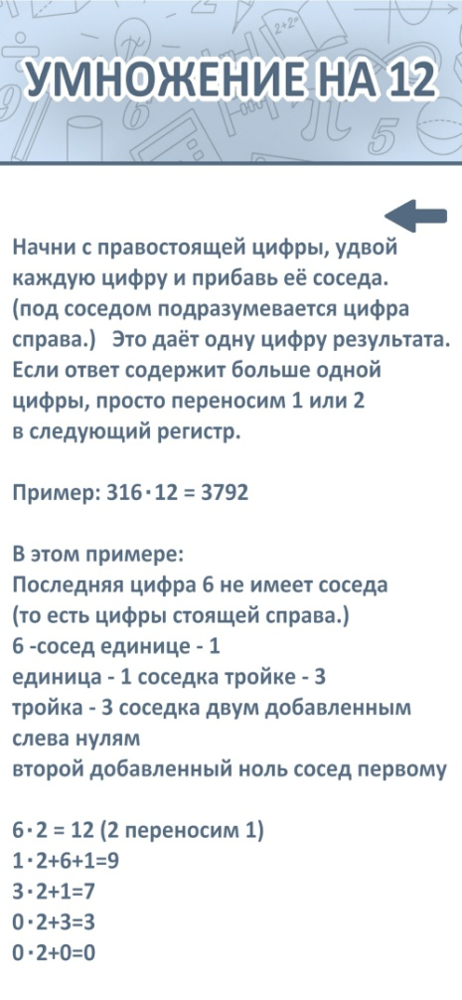 УМНОЖЕНИЕ НА 12
2+2=
Начни с правостоящей цифры, удвой
каждую цифру и прибавь её соседа.
(под соседом подразумевается цифра
справа.) Это даёт одну цифру результата.
Если ответ содержит больше одной
цифры, просто переносим 1 или 2
в следующий регистр.
Пример: 316·12 = 3792
В этом примере:
Последняя цифра 6 не имеет соседа
(то есть цифры стоящей справа.)
6 -сосед единице - 1
единица - 1 соседка тройке - 3
тройка - 3 соседка двум добавленным
слева нулям
второй добавленный ноль сосед первому
6·2 = 12 (2 переносим 1)
1·2+6+1=9
3·2+1=7
0·2+3=3
0·2+0=0